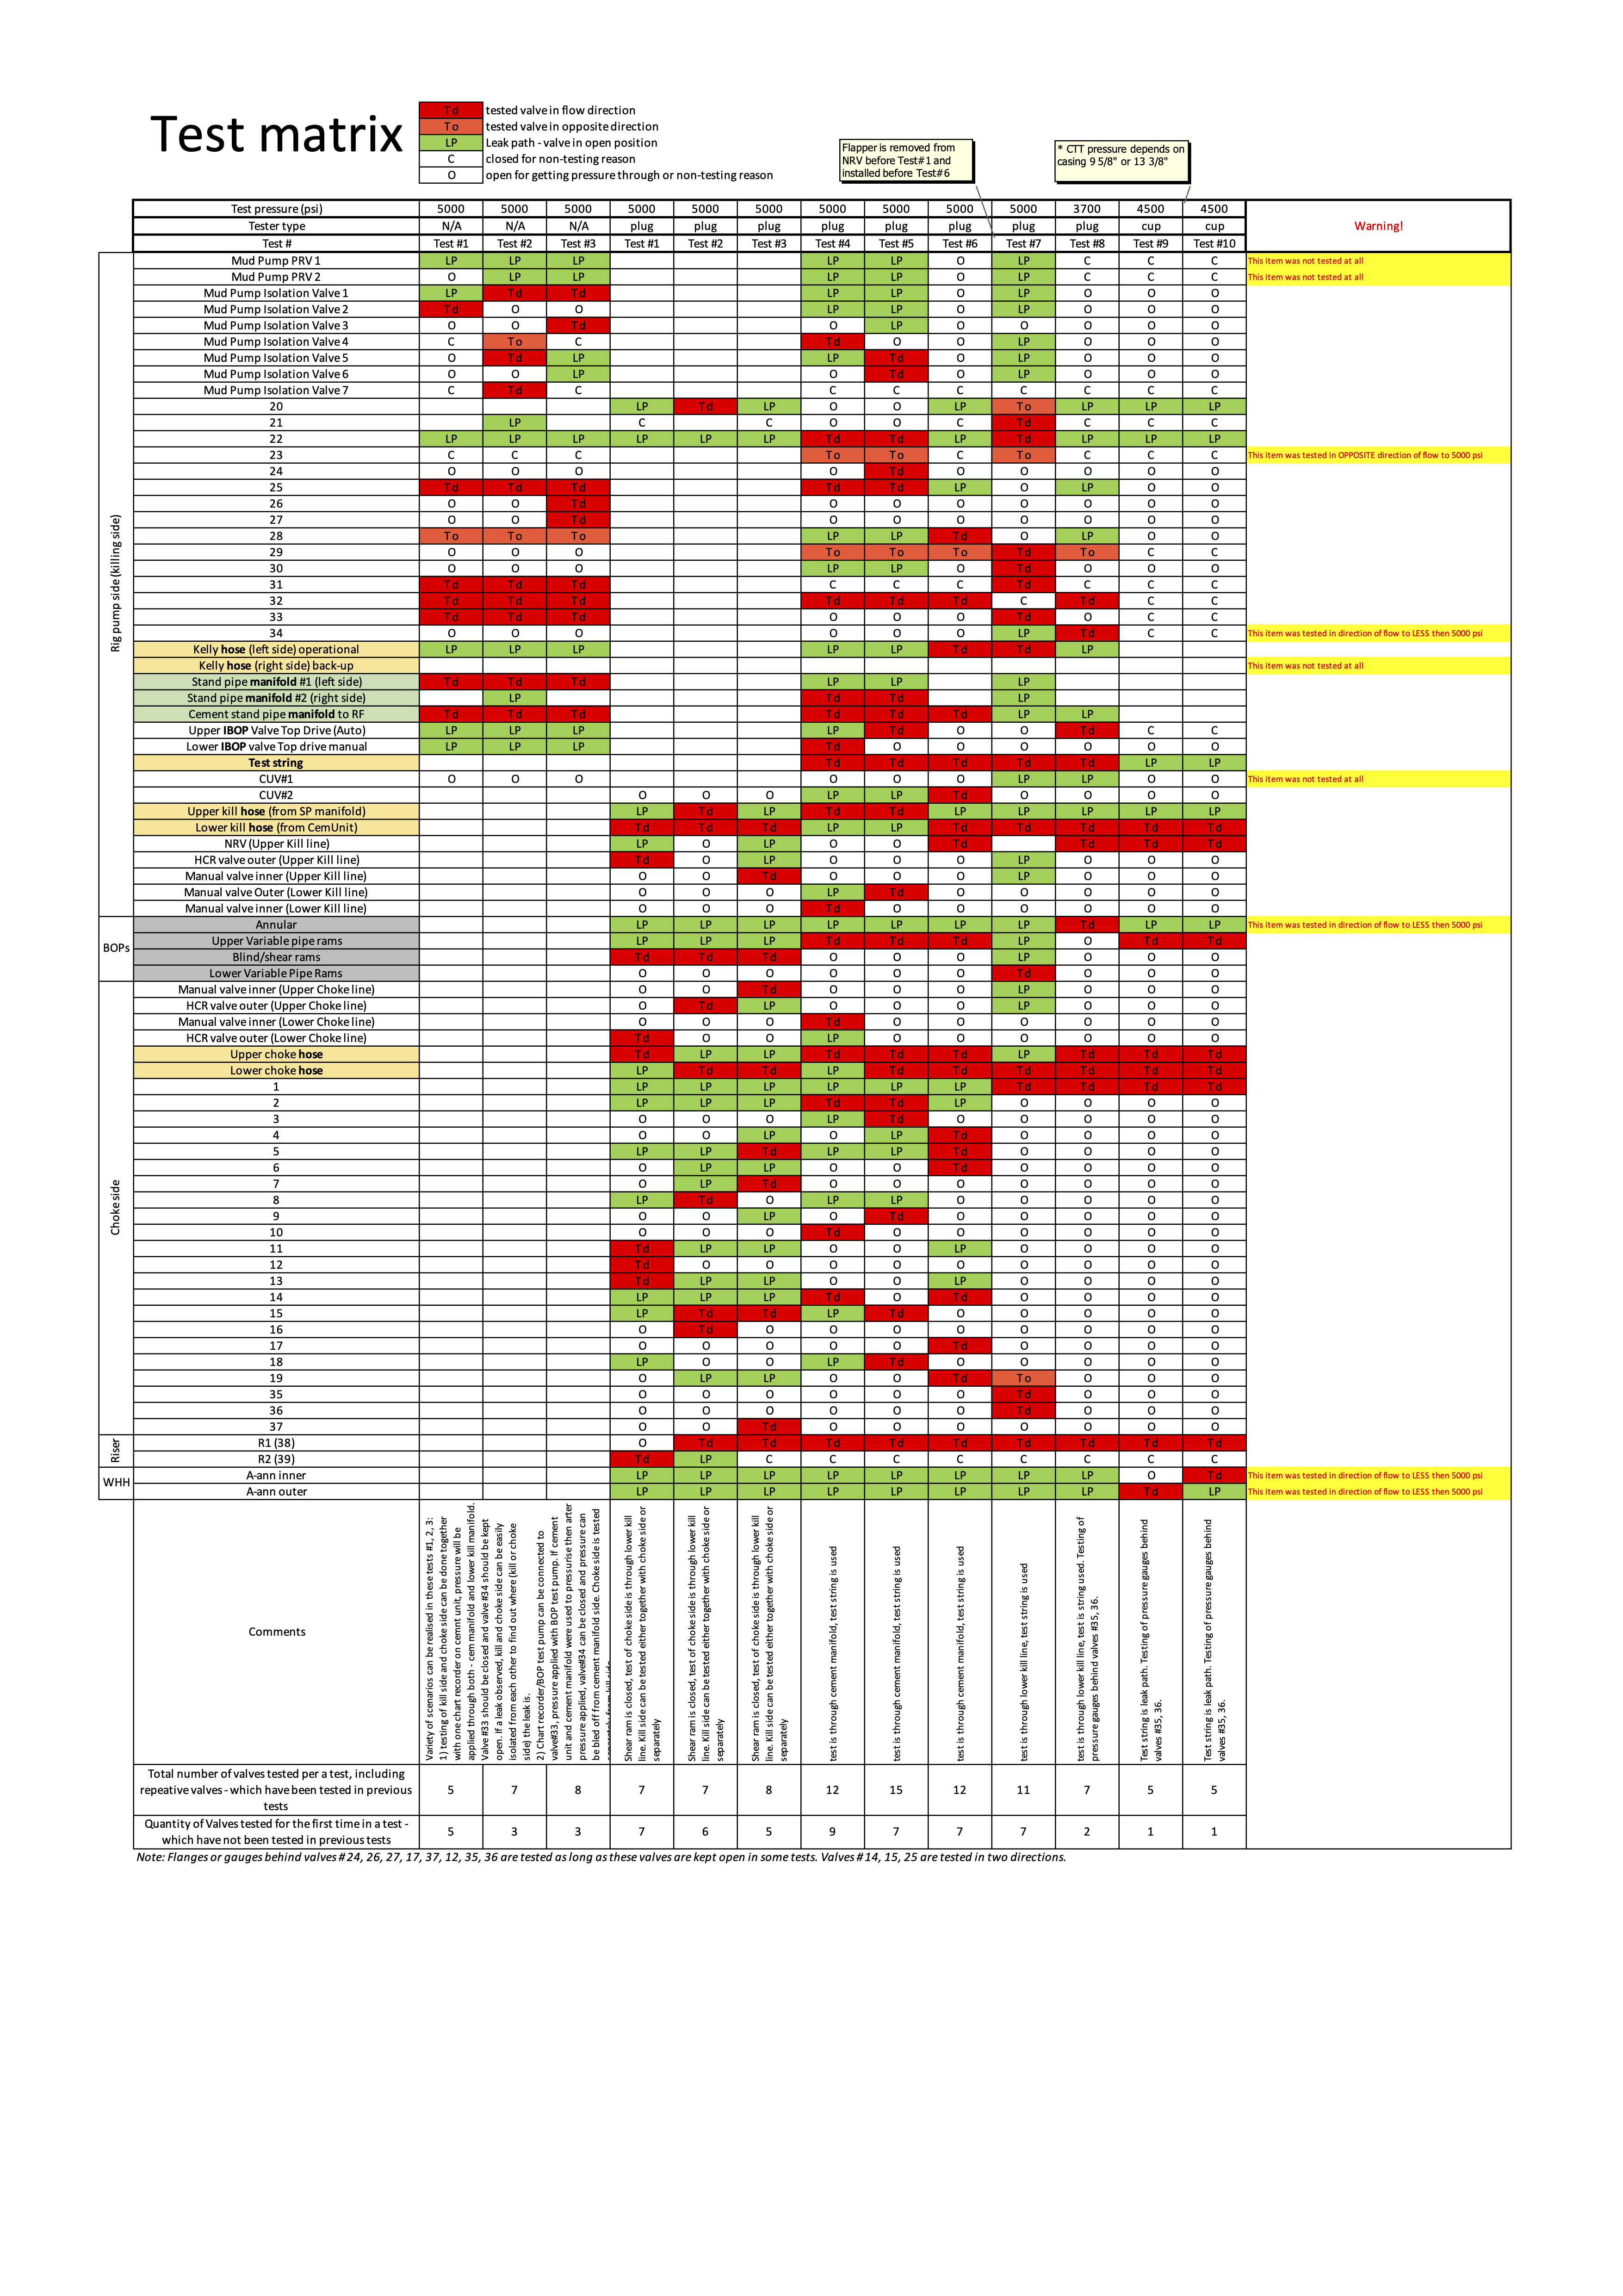 Test matrix
Td tested valve in flow direction
To tested valve in opposite direction
LP Leak path - valve in open position
C closed for non-testing reason
O open for getting pressure through or non-testing reason
Flapper is removed from
NRV before Test#1 and
installed before Test#6
* CTT pressure depends on
casing 9 5/8" or 13 3/8"
Test pressure (psi) 5000 5000 5000 5000 5000 5000 5000 5000 5000 5000 3700 4500 4500
Tester type N/A N/A N/A plug plug plug plug plug plug plug plug cup cup Warning!
Test # Test #1 Test #2 Test #3 Test #1 Test #2 Test #3 Test #4 Test #5 Test #6 Test #7 Test #8 Test #9 Test #10
Rig pump side (killing side)
Mud Pump PRV 1 LP LP LP LP LP O LP C C C This item was not tested at all
Mud Pump PRV 2 O LP LP LP LP O LP C C C This item was not tested at all
Mud Pump Isolation Valve 1 LP Td Td LP LP O LP O O O
Mud Pump Isolation Valve 2 Td O O LP LP O LP O O O
Mud Pump Isolation Valve 3 O O Td O LP O O O O O
Mud Pump Isolation Valve 4 C To C Td O O LP O O O
Mud Pump Isolation Valve 5 O Td LP LP Td O LP O O O
Mud Pump Isolation Valve 6 O O LP O Td O LP O O O
Mud Pump Isolation Valve 7 C Td C C C C C C C C
20 LP Td LP O O LP To LP LP LP
21 LP C C O O C Td C C C
22 LP LP LP LP LP LP Td Td LP Td LP LP LP
23 C C C To To C To C C C This item was tested in OPPOSITE direction of flow to 5000 psi
24 O O O O Td O O O O O
25 Td Td Td Td Td LP O LP O O
26 O O Td O O O O O O O
27 O O Td O O O O O O O
28 To To To LP LP Td O LP O O
29 O O O To To To Td To C C
30 O O O LP LP O Td O O O
31 Td Td Td C C C Td C C C
32 Td Td Td Td Td Td C Td C C
33 Td Td Td O O O Td O C C
34 O O O O O O LP Td C C This item was tested in direction of flow to LESS then 5000 psi
Kelly hose (left side) operational LP LP LP LP LP Td Td LP
Kelly hose (right side) back-up This item was not tested at all
Stand pipe manifold #1 (left side) Td Td Td LP LP LP
Stand pipe manifold #2 (right side) LP Td Td LP
Cement stand pipe manifold to RF Td Td Td Td Td Td LP LP
Upper IBOP Valve Top Drive (Auto) LP LP LP LP Td O O Td C C
Lower IBOP valve Top drive manual LP LP LP Td O O O O O O
Test string Td Td Td Td Td LP LP
CUV#1 O O O O O O LP LP O O This item was not tested at all
CUV#2 O O O LP LP Td O O O O
Upper kill hose (from SP manifold) LP Td LP Td Td LP LP LP LP LP
Lower kill hose (from CemUnit) Td Td Td LP LP Td Td Td Td Td
NRV (Upper Kill line) LP O LP O O Td Td Td Td
HCR valve outer (Upper Kill line) Td O LP O O O LP O O O
Manual valve inner (Upper Kill line) O O Td O O O LP O O O
Manual valve Outer (Lower Kill line) O O O LP Td O O O O O
Manual valve inner (Lower Kill line) O O O Td O O O O O O
BOPs
Annular LP LP LP LP LP LP LP Td LP LP This item was tested in direction of flow to LESS then 5000 psi
Upper Variable pipe rams LP LP LP Td Td Td LP O Td Td
Blind/shear rams Td Td Td O O O LP O O O
Lower Variable Pipe Rams O O O O O O Td O O O
Choke side
Manual valve inner (Upper Choke line) O O Td O O O LP O O O
HCR valve outer (Upper Choke line) O Td LP O O O LP O O O
Manual valve inner (Lower Choke line) O O O Td O O O O O O
HCR valve outer (Lower Choke line) Td O O LP O O O O O O
Upper choke hose Td LP LP Td Td Td LP Td Td Td
Lower choke hose LP Td Td LP Td Td Td Td Td Td
1 LP LP LP LP LP LP Td Td Td Td
2 LP LP LP Td Td LP O O O O
3 O O O LP Td O O O O O
4 O O LP O LP Td O O O O
5 LP LP Td LP LP Td O O O O
6 O LP LP O O Td O O O O
7 O LP Td O O O O O O O
8 LP Td O LP LP O O O O O
9 O O LP O Td O O O O O
10 O O O Td O O O O O O
11 Td LP LP O O LP O O O O
12 Td O O O O O O O O O
13 Td LP LP O O LP O O O O
14 LP LP LP Td O Td O O O O
15 LP Td Td LP Td O O O O O
16 O Td O O O O O O O O
17 O O O O O Td O O O O
18 LP O O LP Td O O O O O
19 O LP LP O O Td To O O O
35 O O O O O O Td O O O
36 O O O O O O Td O O O
37 O O Td O O O O O O O
Riser
R1 (38) O Td Td Td Td Td Td Td Td Td
R2 (39) Td LP C C C C C C C C
WHH
A-ann inner LP LP LP LP LP LP LP LP O Td This item was tested in direction of flow to LESS then 5000 psi
A-ann outer LP LP LP LP LP LP LP LP Td LP This item was tested in direction of flow to LESS then 5000 psi
Comments
Variety of scenarios can be realised in these tests #1, 2, 3:
1) testing of kill side and choke side can be done together
with one chart recorder on cemnt unit, pressure will be
applied through both - cem manifold and lower kill manifold.
Valve #33 should be closed and valve #34 should be kept
open. If a leak observed, kill and choke side can be easily
isolated from each other to find out where (kill or choke
side) the leak is.
2) Chart recorder/BOP test pump can be connected to
valve#33, pressure applied with BOP test pump. If cement
unit and cement manifold were used to pressurise then arter
pressure applied, valve#34 can be closed and pressure can
be bled off from cement manifold side. Choke side is tested
Shear ram is closed, test of choke side is through lower kill
line. Kill side can be tested either together with choke side or
separately
Shear ram is closed, test of choke side is through lower kill
line. Kill side can be tested either together with choke side or
separately
Shear ram is closed, test of choke side is through lower kill
line. Kill side can be tested either together with choke side or
separately
test is through cement manifold, test string is used
test is through cement manifold, test string is used
test is through cement manifold, test string is used
test is through lower kill line, test string is used
test is through lower kill line, test is string used. Testing of
pressure gauges behind valves #35, 36.
Test string is leak path. Testing of pressure gauges behind
valves #35, 36.
Test string is leak path. Testing of pressure gauges behind
valves #35, 36.
Total number of valves tested per a test, including
repeative valves - which have been tested in previous
tests
5 7 8 7 7 8 12 15 12 11 7 5 5
Quantity of Valves tested for the first time in a test -
which have not been tested in previous tests
5 3 3 7 6 5 9 7 7 7 2 1 1
Note: Flanges or gauges behind valves # 24, 26, 27, 17, 37, 12, 35, 36 are tested as long as these valves are kept open in some tests. Valves # 14, 15, 25 are tested in two directions.